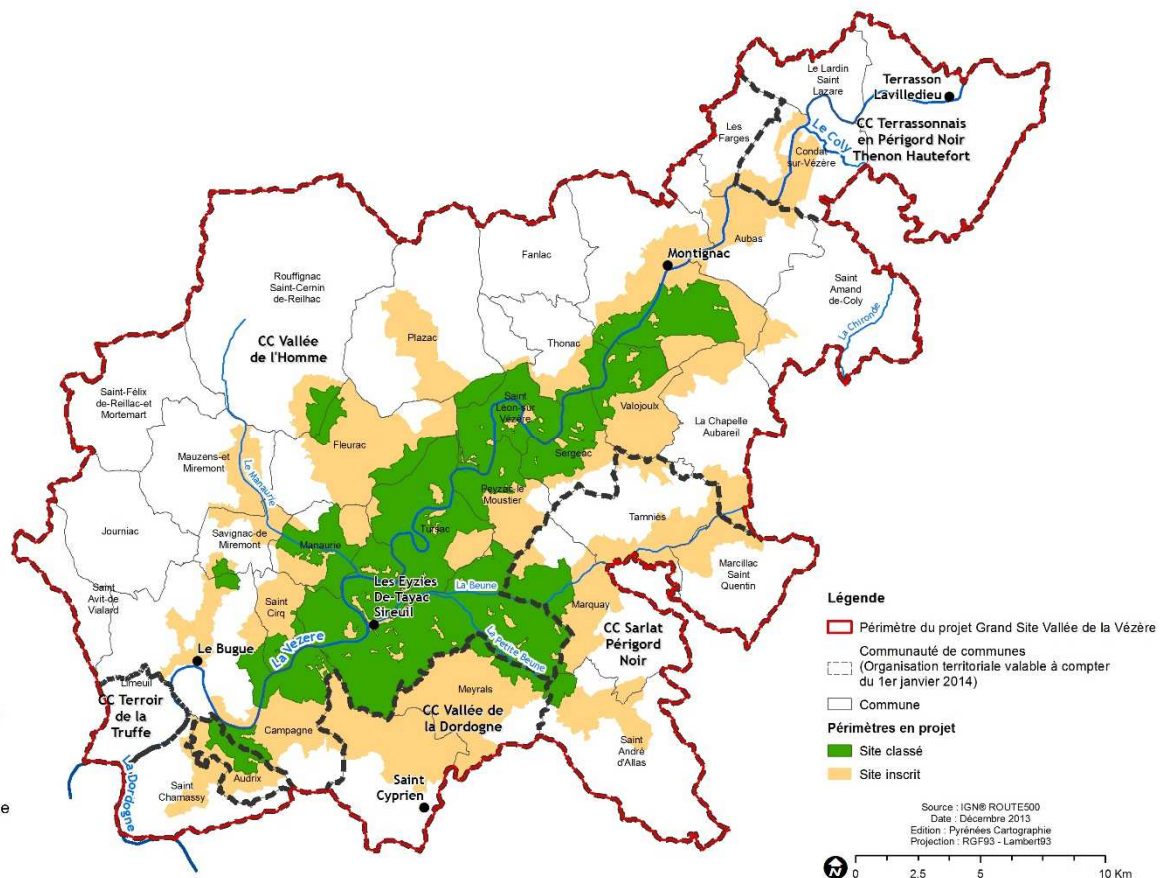 Le Lardin
Saint
Lazare
Terrasson
Lavilledieu
CC Terrassonnais
en Périgord Noir
Thenon Hautefort
Les
Farges
Le Coly
Condat
sur-Vézère
Aubas
Montignac
Fanlac
Saint
Amand
de-Coly
La Chironde
Rouffignac
Saint-Cernin
de-Reilhac
CC Vallée
de l'Homme
Plazac
Thonac
Saint-Félix
de-Reillac-et
Mortemart
Saint
Léon-sur
Vézère
Valojoulx
La Chapelle
Aubareil
Fleurac
Sergeac
Mauzens-et
Miremont
Le Manaurie
Peyzac-le
Moustier
Tamniès
Journiac
Savignac-de
Miremont
Manaurie
Tursac
Marcillac
Saint
Quentin
Saint
Avit-de
Vialard
Les Eyzies
De-Tayac
Sireuil
La Beune
Marquay
Saint
Cirq
La Petite Beune
CC Sarlat
Périgord
Noir
La Vezere
Le Bugue
Limeuil
CC Terroir
de la
Truffe
Meyrals
CC Vallée de
la Dordogne
Campagne
Saint
André
d'Allas
Audrix
Saint
Chamassy
La Dordogne
Saint
Cyprien
e
Légende
Périmètre du projet Grand Site Vallée de la Vézère
Communauté de communes
(Organisation territoriale valable à compter
du 1er janvier 2014)
Commune
Périmètres en projet
Site classé
Site inscrit
Source : IGN® ROUTE500
Date : Décembre 2013
Edition : Pyrénées Cartographie
Projection : RGF93 - Lambert93
N
0 2.5 5 10 Km